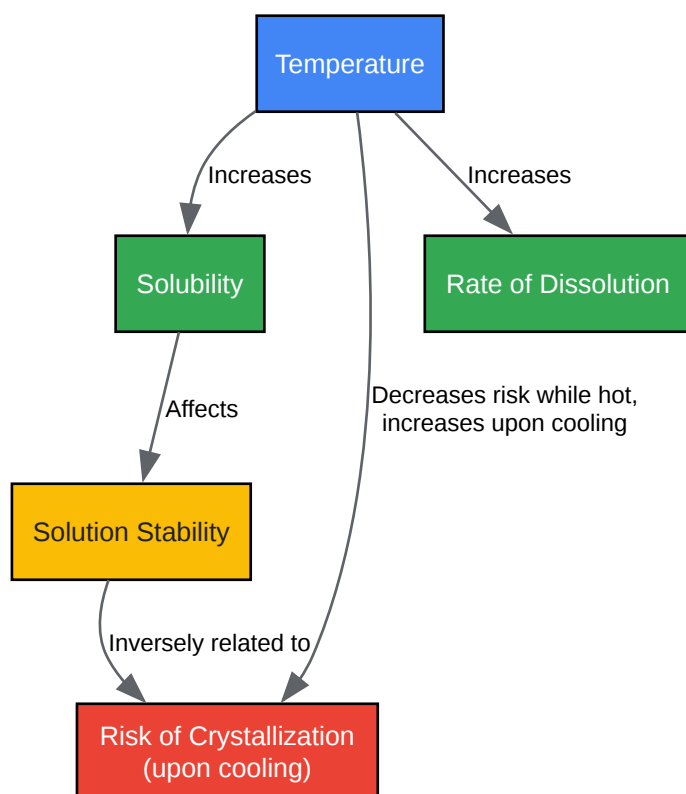 Temperature
Increases
Increases
Solubility
Rate of Dissolution
Affects
Decreases risk while hot,
increases upon cooling
Solution Stability
Inversely related to
Risk of Crystallization
(upon cooling)